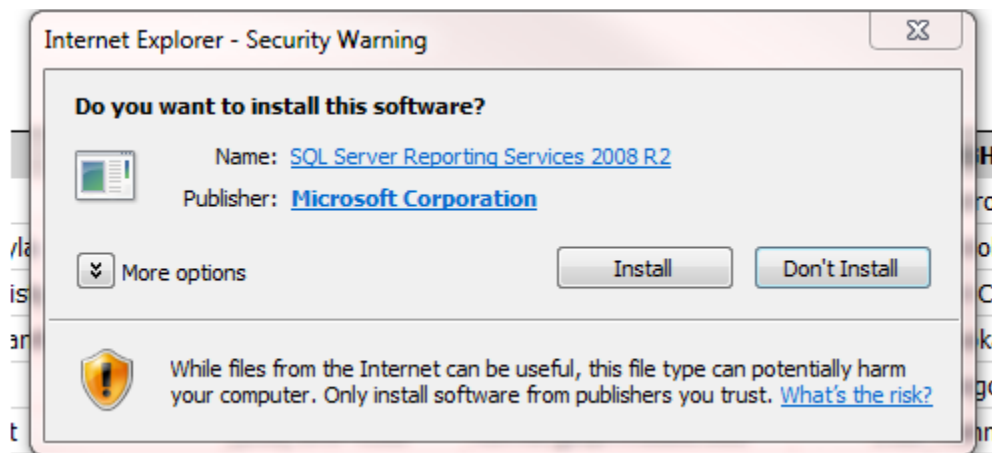 Internet Explorer - Security Warning
Do you want to install this software?
Name: SQL Server Reporting Services 2008 R2
Publisher: Microsoft Corporation
More options
Install
Don't Install
While files from the Internet can be useful, this file type can potentially harm
your computer. Only install software from publishers you trust. What's the risk?